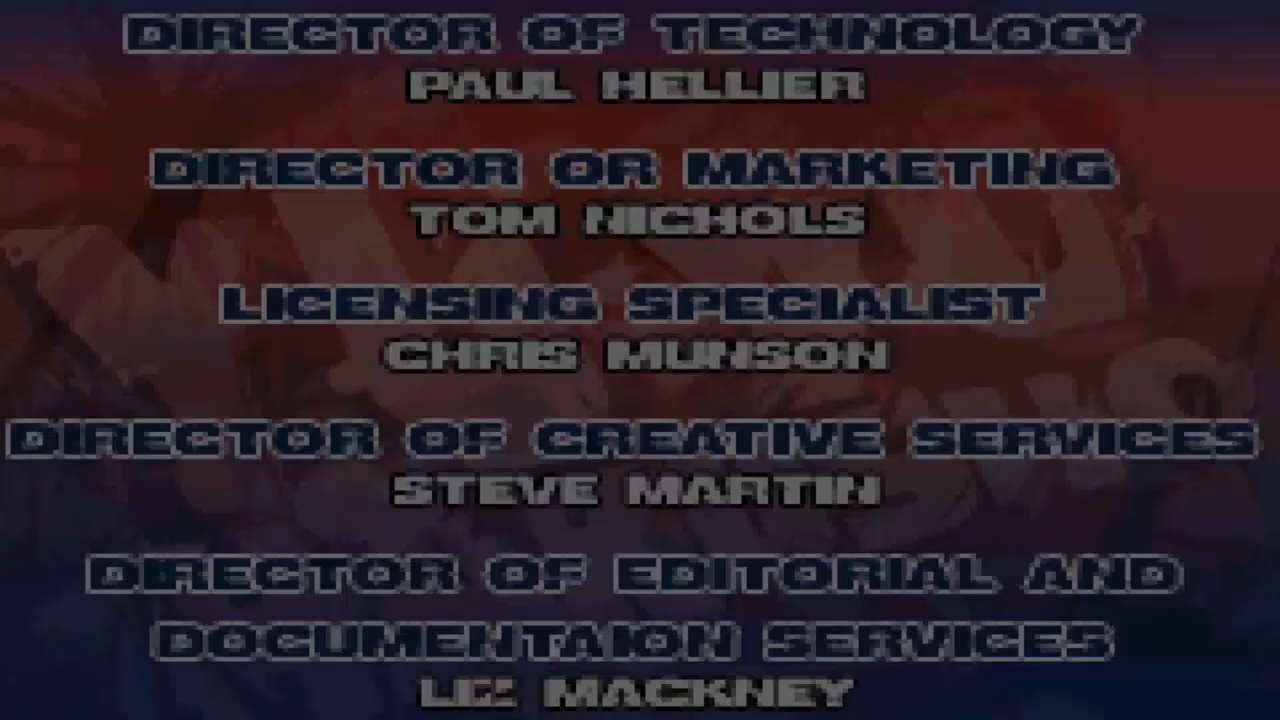 DIRECTOR OF TECHNOLOGY
PAUL HELLIER
DIRECTOR OR MARKETING
TOM NICHOLS
LICENSING SPECIALIST
CHRIS MUNSON
DIRECTOR OF CREATIVE SERVICES
STEVE MARTIN
DIRECTOR OF EDITORIAL AND
DOCUMENTAION SERVICES
LIZ MACKNEY